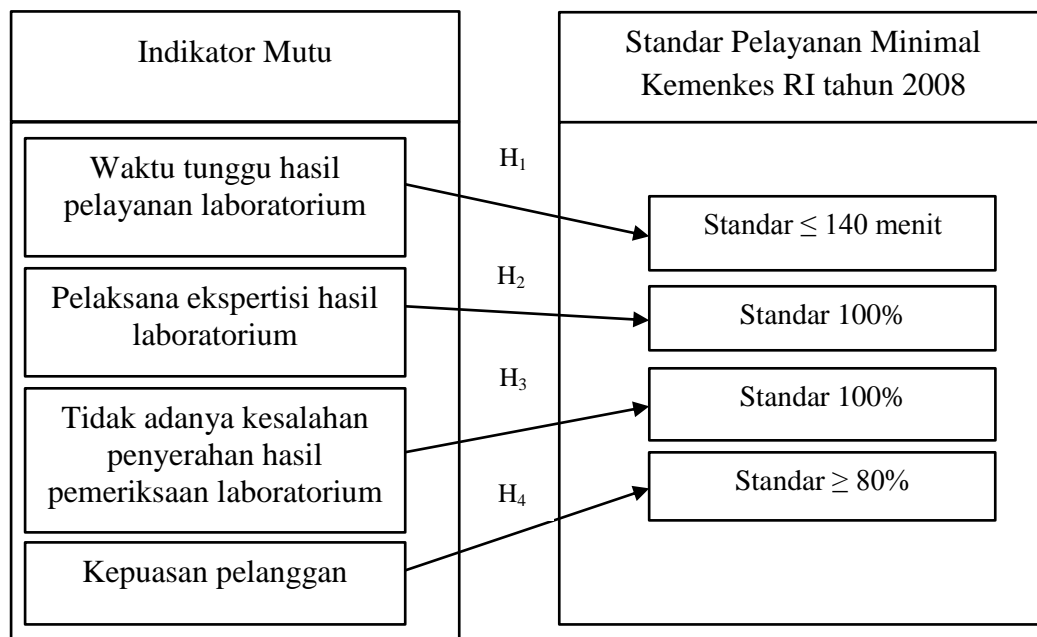 Indikator Mutu
Standar Pelayanan Minimal
Kemenkes RI tahun 2008
Waktu tunggu hasil
pelayanan laboratorium
H₁
Standar ≤ 140 menit
Pelaksana ekspertisi hasil
laboratorium
H₂
Standar 100%
Tidak adanya kesalahan
penyerahan hasil
pemeriksaan laboratorium
H₃
Standar 100%
Kepuasan pelanggan
H₄
Standar ≥ 80%